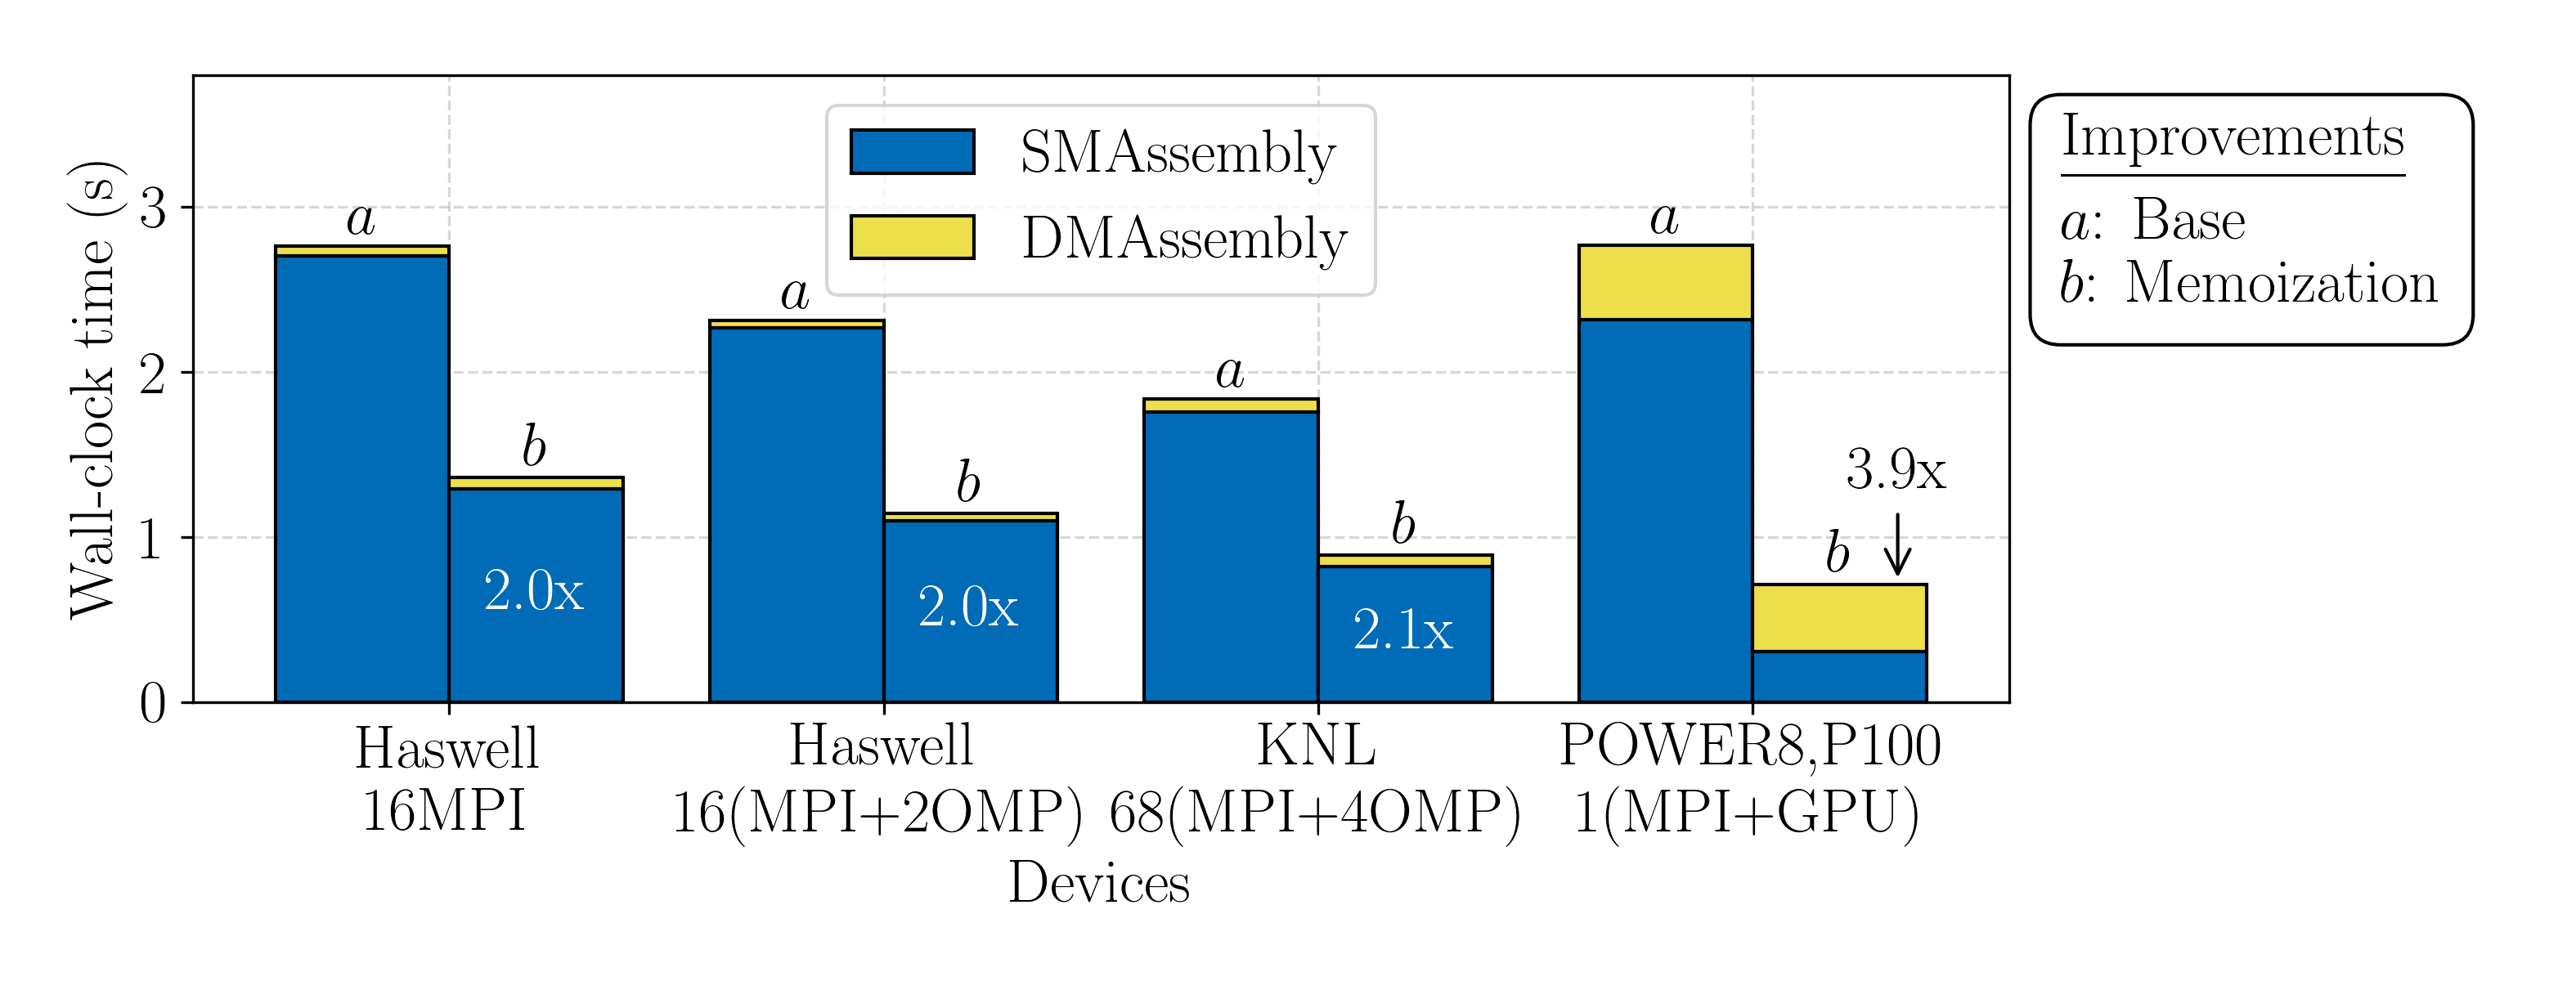 SMAssembly
DMAssembly
Improvements
a: Base
b: Memoization
Wall-clock time (s)
3
2
1
0
a
b
2.0x
a
b
2.0x
a
b
2.1x
a
3.9x
b
Haswell
16MPI
Haswell
16(MPI+2OMP)
KNL
68(MPI+4OMP)
POWER8,P100
1(MPI+GPU)
Devices